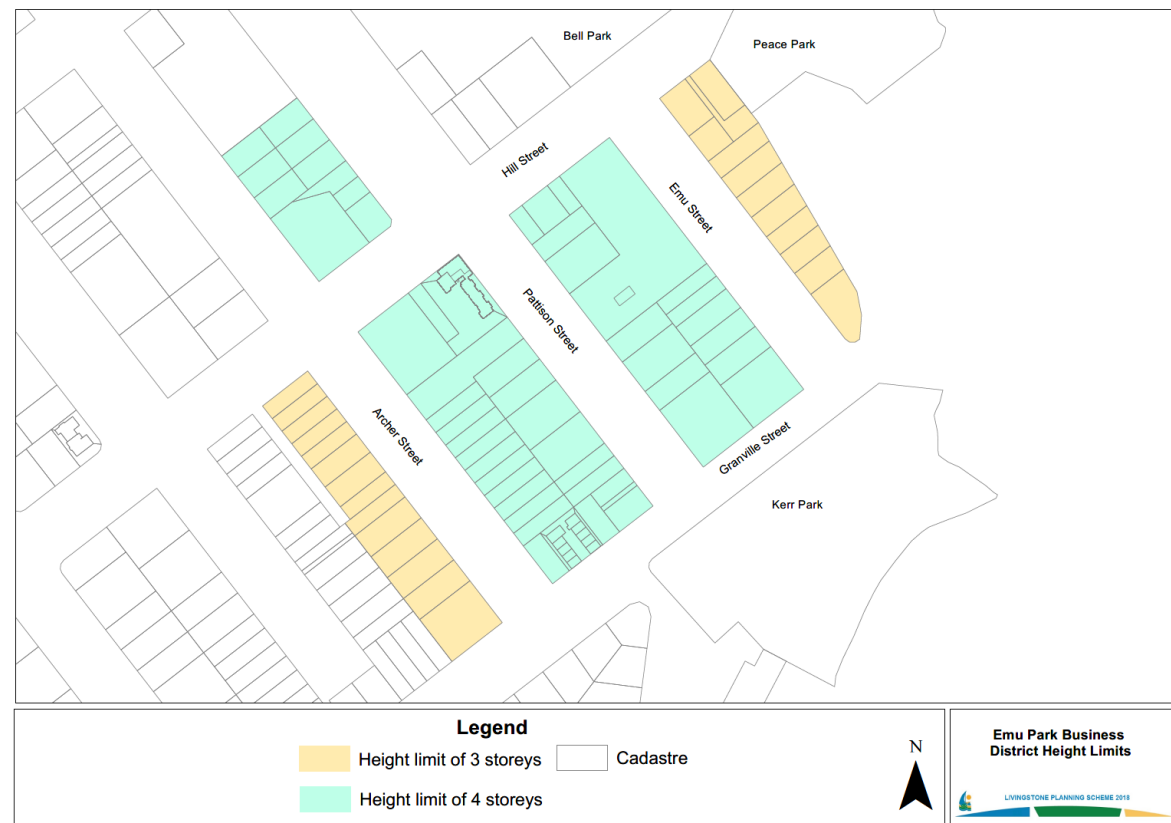 Bell Park
Peace Park
Hill Street
Emu Street
Pattison Street
Archer Street
Granville Street
Kerr Park
Legend
Height limit of 3 storeys
Cadastre
Height limit of 4 storeys
N
Emu Park Business
District Height Limits
LIVINGSTONE PLANNING SCHEME 2018